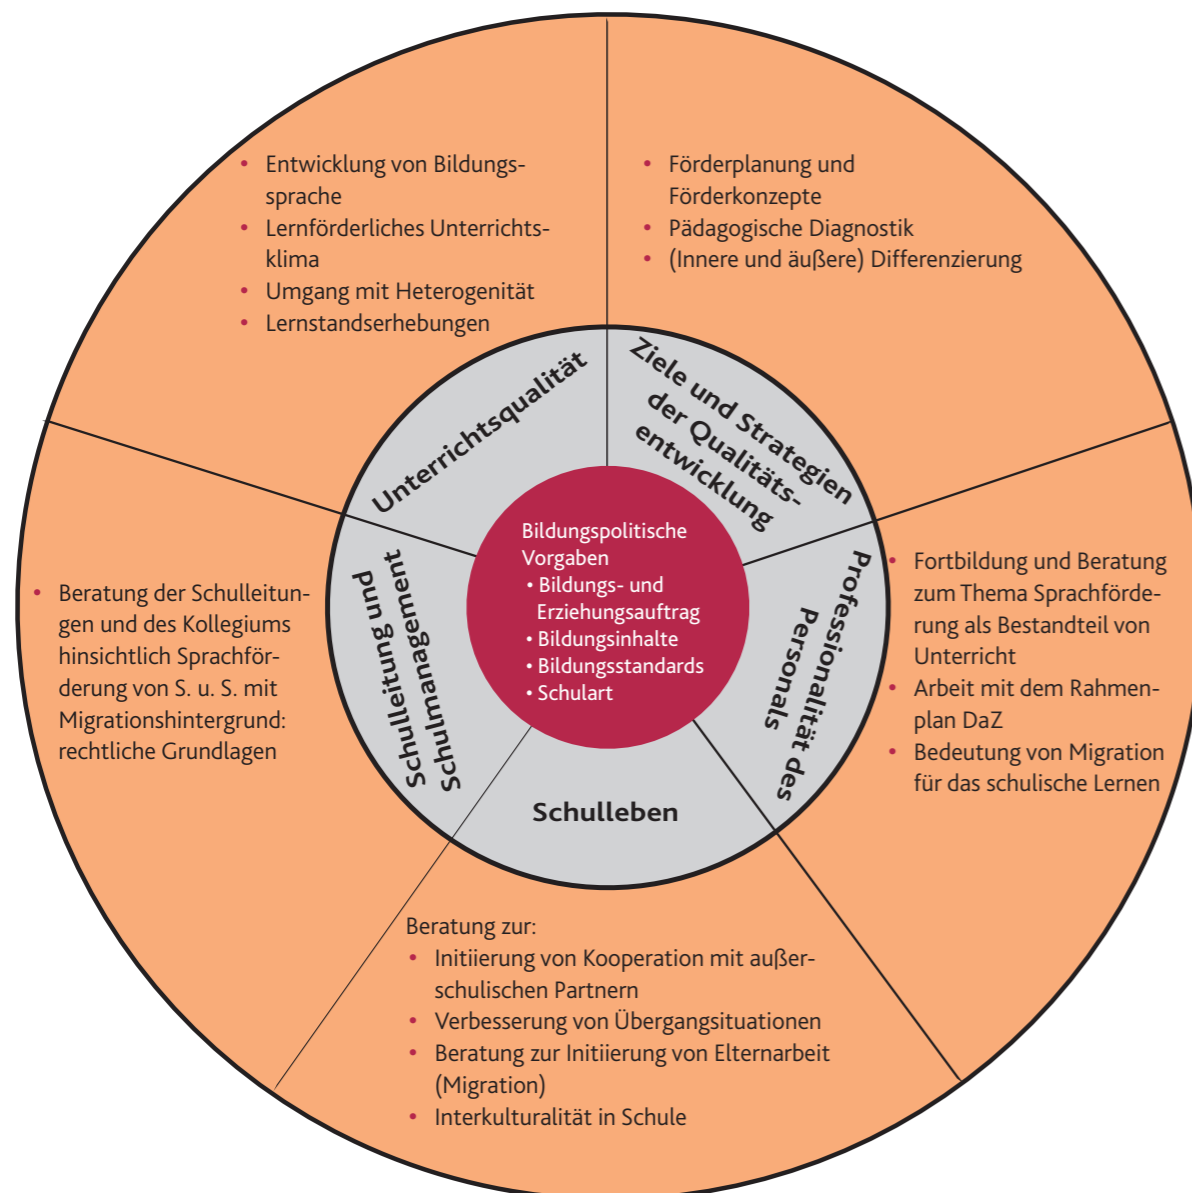 • Entwicklung von Bildungs-
sprache
• Lernförderliches Unterrichts-
klima
• Umgang mit Heterogenität
• Lernstandserhebungen
• Förderplanung und
Förderkonzepte
• Pädagogische Diagnostik
• (Innere und äußere) Differenzierung
Unterrichtsqualität
Ziele und Strategien
der Qualitäts-
entwicklung
Bildungspolitische
Vorgaben
• Bildungs- und
Erziehungsauftrag
• Bildungsinhalte
• Bildungsstandards
• Schulart
Schulleitung und
Schulmanagement
Professionalität des
Personals
Schulleben
• Beratung der Schulleitun-
gen und des Kollegiums
hinsichtlich Sprachför-
derung von S. u. S. mit
Migrationshintergrund:
rechtliche Grundlagen
• Fortbildung und Beratung
zum Thema Sprachförde-
rung als Bestandteil von
Unterricht
• Arbeit mit dem Rahmen-
plan DaZ
• Bedeutung von Migration
für das schulische Lernen
Beratung zur:
• Initiierung von Kooperation mit außer-
schulischen Partnern
• Verbesserung von Übergangsituationen
• Beratung zur Initiierung von Elternarbeit
(Migration)
• Interkulturalität in Schule